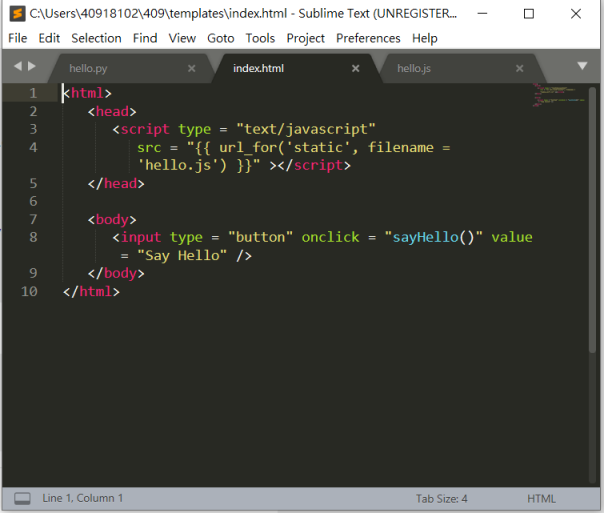 C:\Users\40918102\409\templates\index.html - Sublime Text (UNREGISTER...
File Edit Selection Find View Goto Tools Project Preferences Help
hello.py × index.html × hello.js ×
1 <html>
2 <head>
3 <script type = "text/javascript"
4 src = "{{ url_for('static', filename =
'hello.js') }}" ></script>
5 </head>
6
7 <body>
8 <input type = "button" onclick = "sayHello()" value
= "Say Hello" />
9 </body>
10 </html>
Line 1, Column 1 Tab Size: 4 HTML